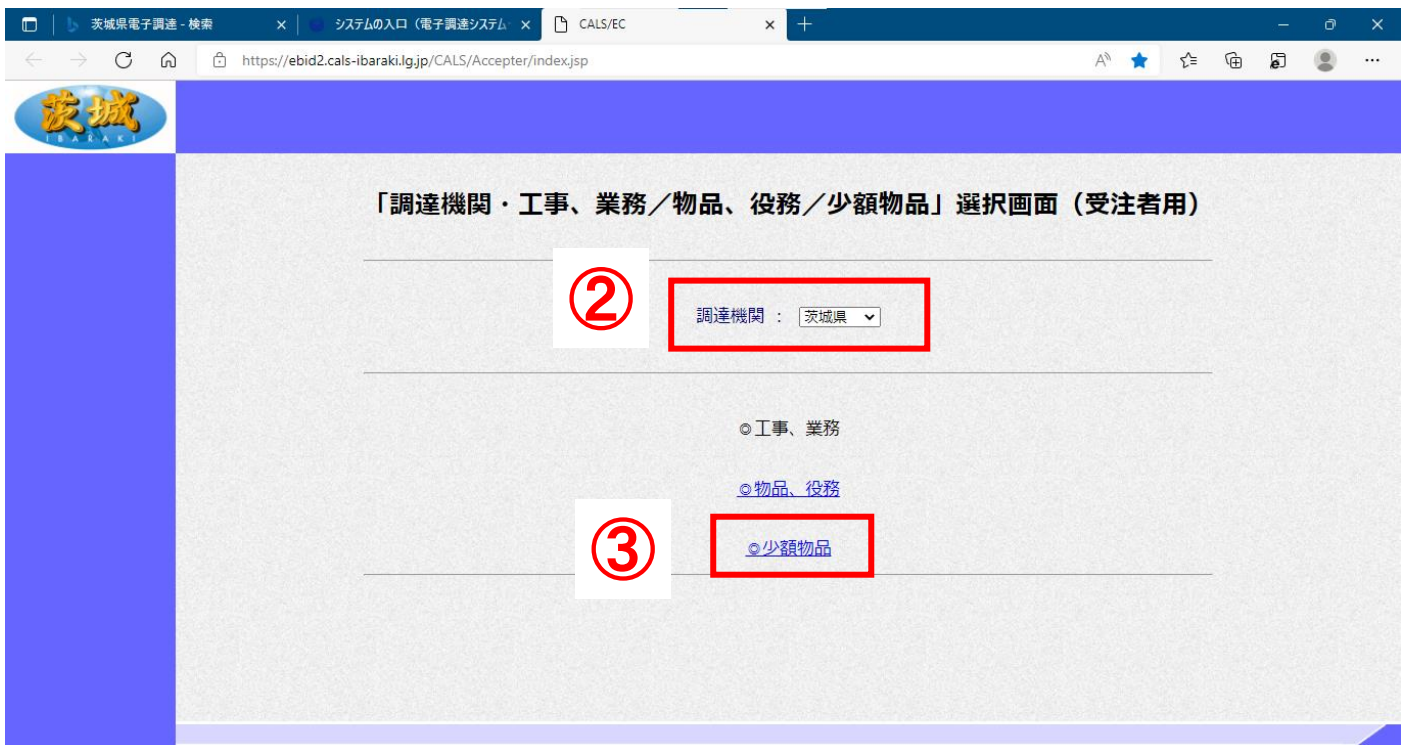 茨城県電子調達 - 検索
システムの入口（電子調達システム
CALS/EC
https://ebid2.cals-ibaraki.lg.jp/CALS/Accepter/index.jsp
茨城
IBARAKI
「調達機関・工事、業務／物品、役務／少額物品」選択画面（受注者用）
②
調達機関 ： 茨城県
◎工事、業務
◎物品、役務
③
◎少額物品